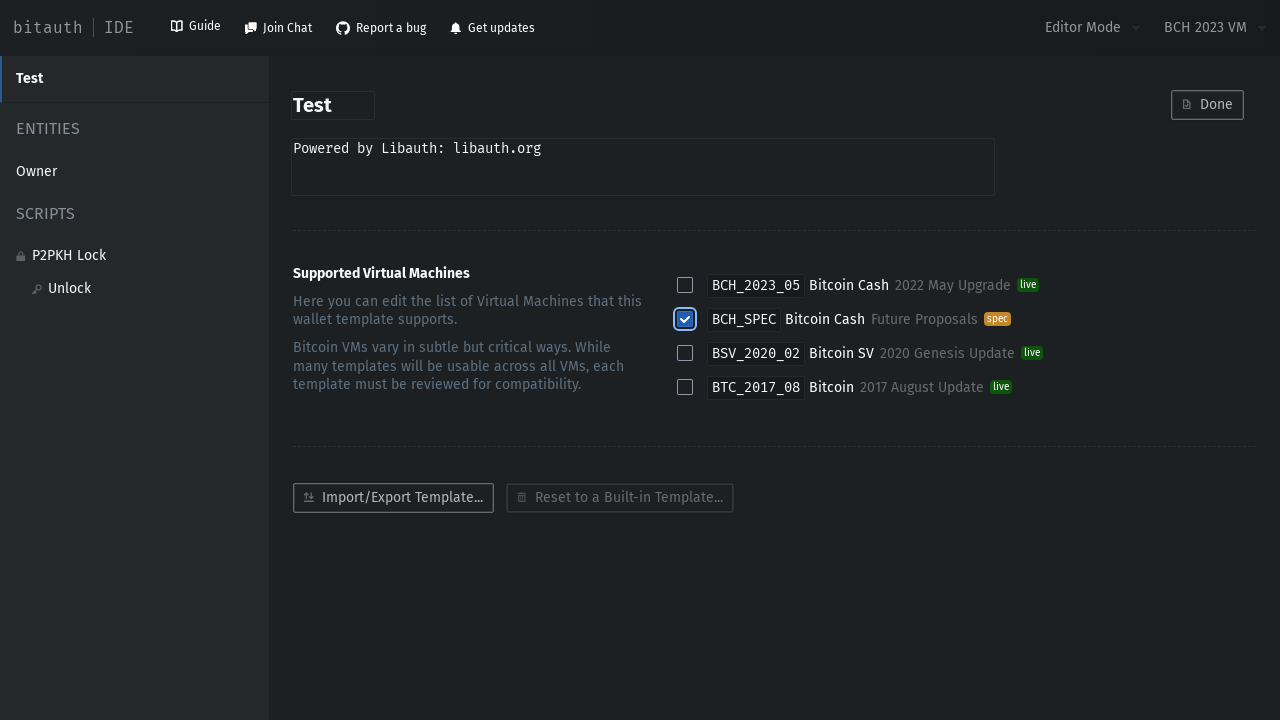 bitauth | IDE
Guide
Join Chat
Report a bug
Get updates
Editor Mode
BCH 2023 VM
Test
ENTITIES
Owner
SCRIPTS
P2PKH Lock
Unlock
Test
Done
Powered by Libauth: libauth.org
Supported Virtual Machines
Here you can edit the list of Virtual Machines that this
wallet template supports.
Bitcoin VMs vary in subtle but critical ways. While
many templates will be usable across all VMs, each
template must be reviewed for compatibility.
BCH_2023_05 Bitcoin Cash 2022 May Upgrade live
BCH_SPEC Bitcoin Cash Future Proposals spec
BSV_2020_02 Bitcoin SV 2020 Genesis Update live
BTC_2017_08 Bitcoin 2017 August Update live
Import/Export Template...
Reset to a Built-in Template...